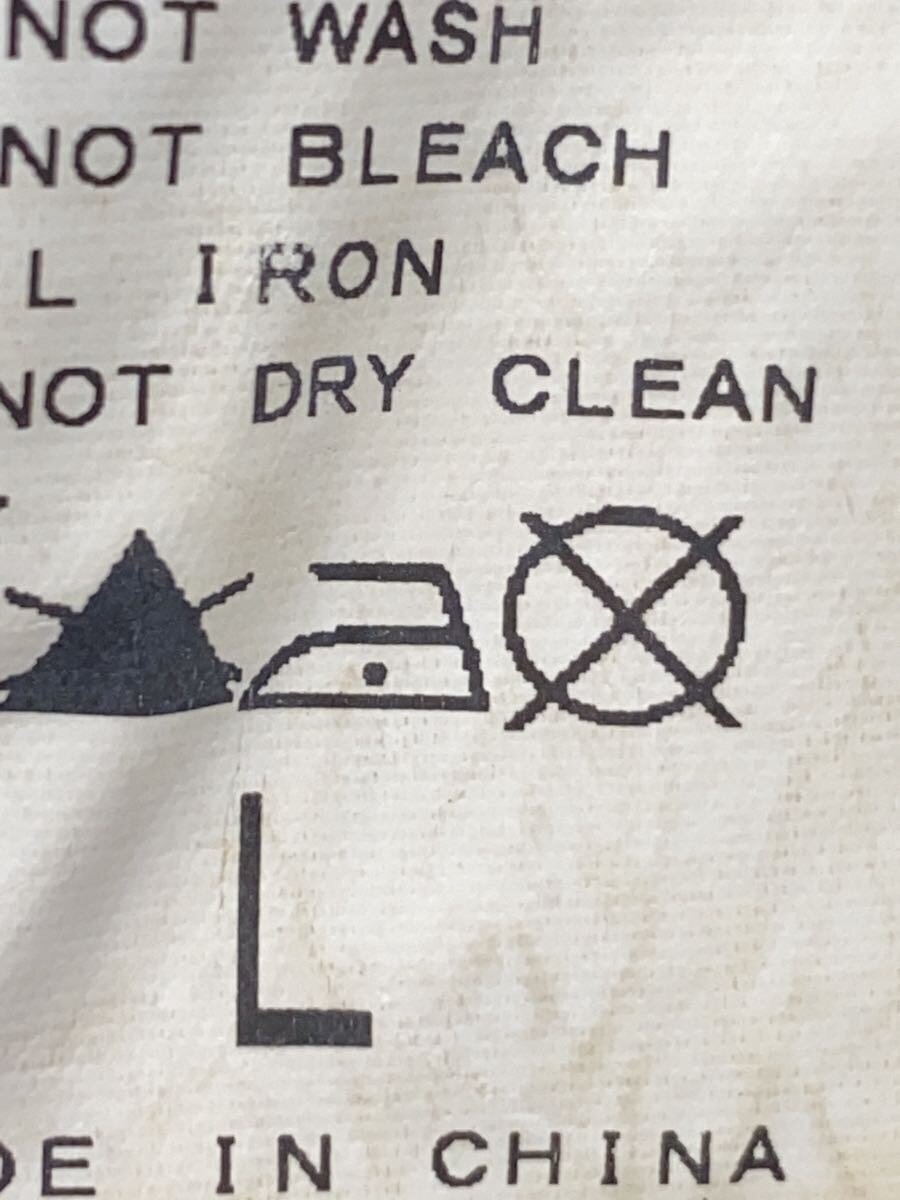 NOT WASH
NOT BLEACH
L IRON
NOT DRY CLEAN
L
DE IN CHINA